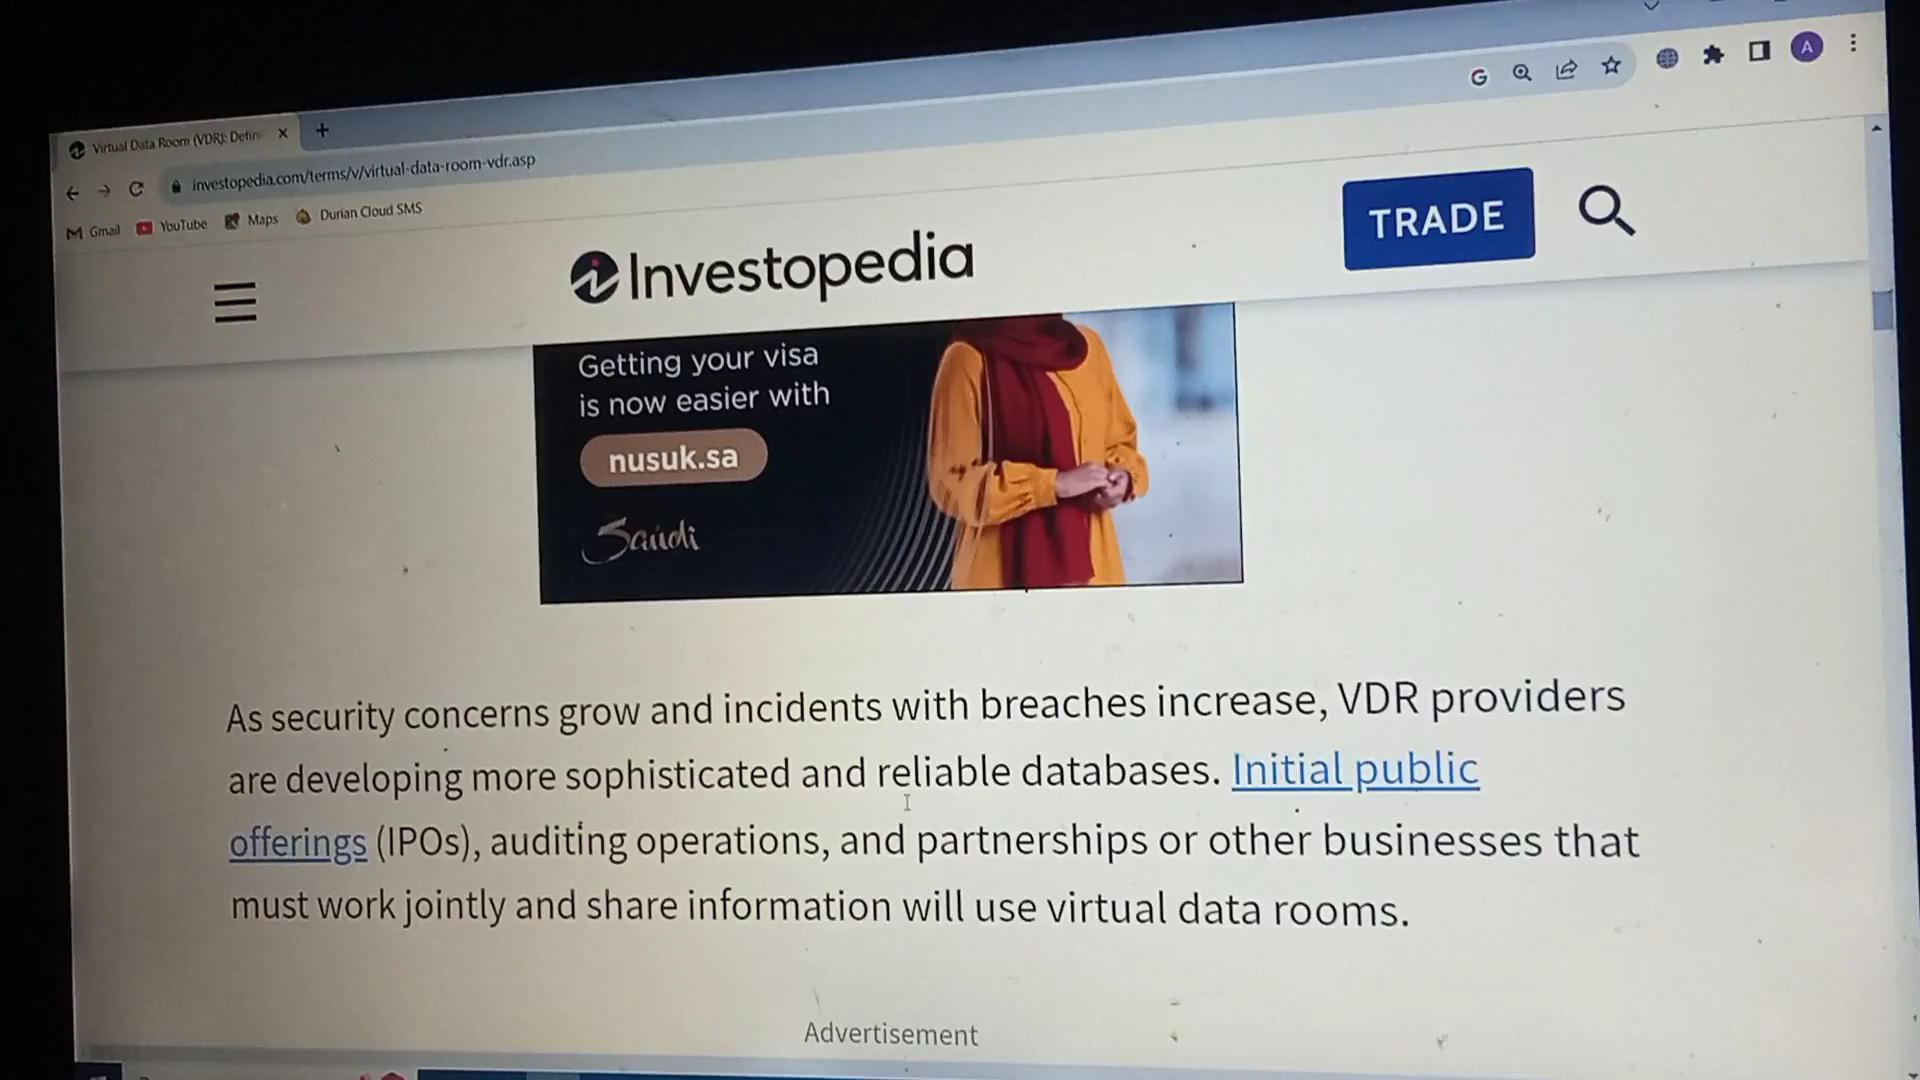 Virtual Data Room (VDR): Defin
investopedia.com/terms/v/virtual-data-room-vdr.asp
A
Gmail YouTube Maps Durian Cloud SMS
Investopedia
TRADE
Getting your visa
is now easier with
nusuk.sa
Saudi
As security concerns grow and incidents with breaches increase, VDR providers
are developing more sophisticated and reliable databases. Initial public
offerings (IPOs), auditing operations, and partnerships or other businesses that
must work jointly and share information will use virtual data rooms.
Advertisement